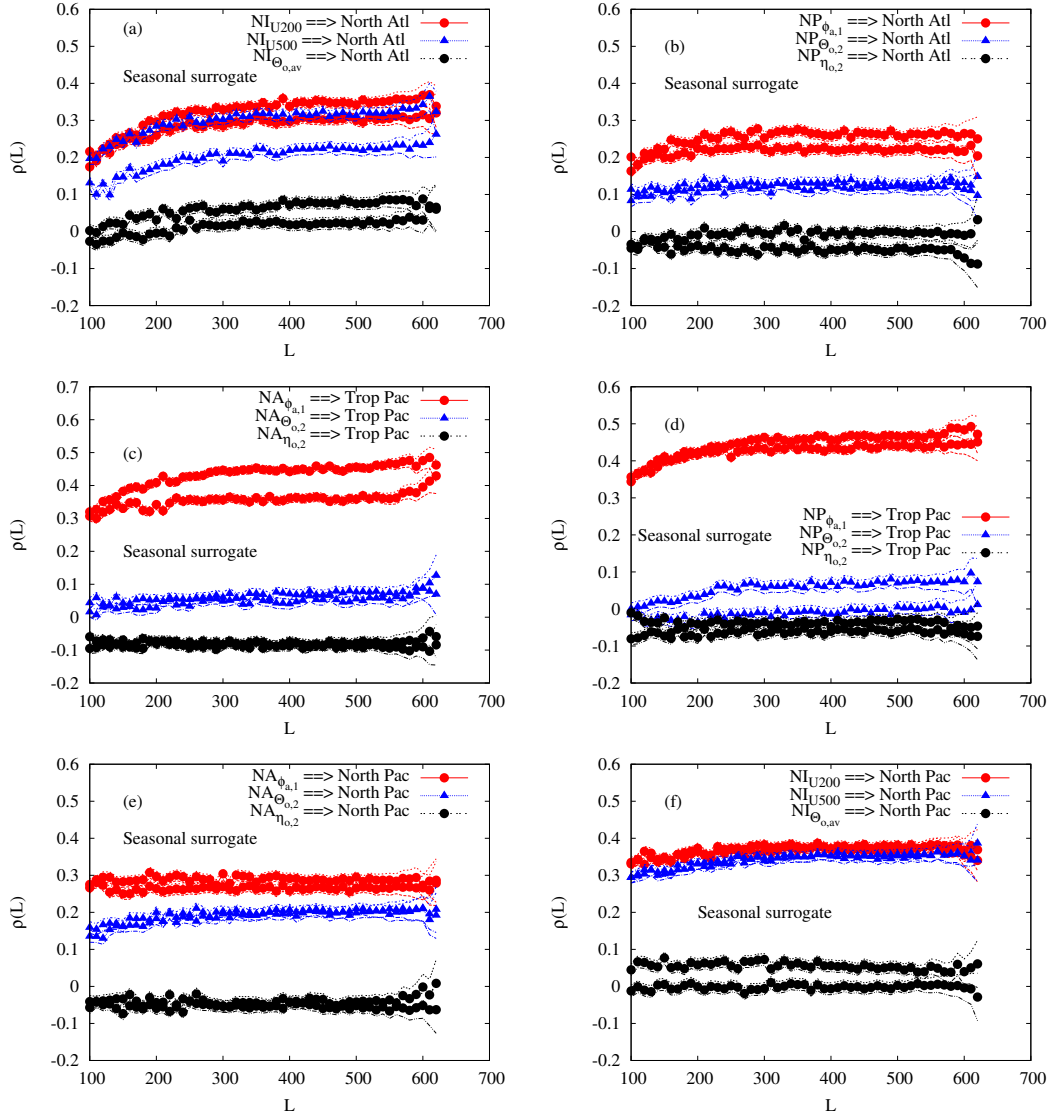 (a)
NI_U200 ==> North Atl
NI_U500 ==> North Atl
NI_Θo,av ==> North Atl
Seasonal surrogate
ρ(L)
0.6
0.5
0.4
0.3
0.2
0.1
0
-0.1
-0.2
100 200 300 400 500 600 700
L
(b)
NP_ϕa,1 ==> North Atl
NP_Θo,2 ==> North Atl
NP_ηo,2 ==> North Atl
Seasonal surrogate
ρ(L)
0.6
0.5
0.4
0.3
0.2
0.1
0
-0.1
-0.2
100 200 300 400 500 600 700
L
(c)
NA_ϕa,1 ==> Trop Pac
NA_Θo,2 ==> Trop Pac
NA_ηo,2 ==> Trop Pac
Seasonal surrogate
ρ(L)
0.7
0.6
0.5
0.4
0.3
0.2
0.1
0
-0.1
-0.2
100 200 300 400 500 600 700
L
(d)
NP_ϕa,1 ==> Trop Pac
NP_Θo,2 ==> Trop Pac
NP_ηo,2 ==> Trop Pac
Seasonal surrogate
ρ(L)
0.6
0.5
0.4
0.3
0.2
0.1
0
-0.1
-0.2
100 200 300 400 500 600 700
L
(e)
NA_ϕa,1 ==> North Pac
NA_Θo,2 ==> North Pac
NA_ηo,2 ==> North Pac
Seasonal surrogate
ρ(L)
0.6
0.5
0.4
0.3
0.2
0.1
0
-0.1
-0.2
100 200 300 400 500 600 700
L
(f)
NI_U200 ==> North Pac
NI_U500 ==> North Pac
NI_Θo,av ==> North Pac
Seasonal surrogate
ρ(L)
0.6
0.5
0.4
0.3
0.2
0.1
0
-0.1
-0.2
100 200 300 400 500 600 700
L